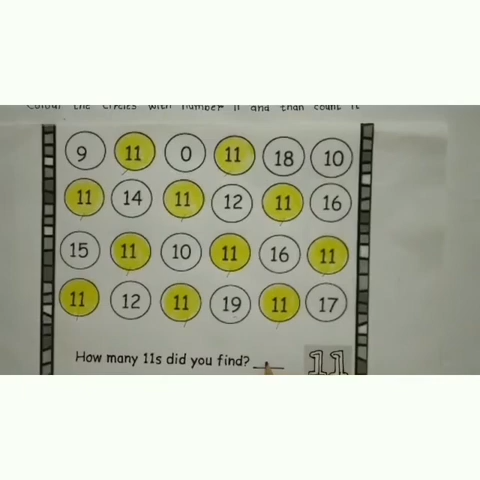 Colour the circles with number 11 and than count it
9 11 0 11 18 10
11 14 11 12 11 16
15 11 10 11 16 11
11 12 11 19 11 17
How many 11s did you find? 11